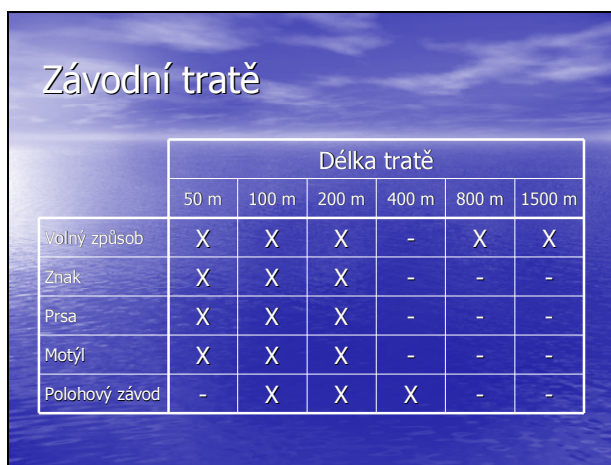 Závodní tratě
Délka tratě
50 m 100 m 200 m 400 m 800 m 1500 m
Volný způsob X X X - X X
Znak X X X - - -
Prsa X X X - - -
Motýl X X X - - -
Polohový závod - X X X - -